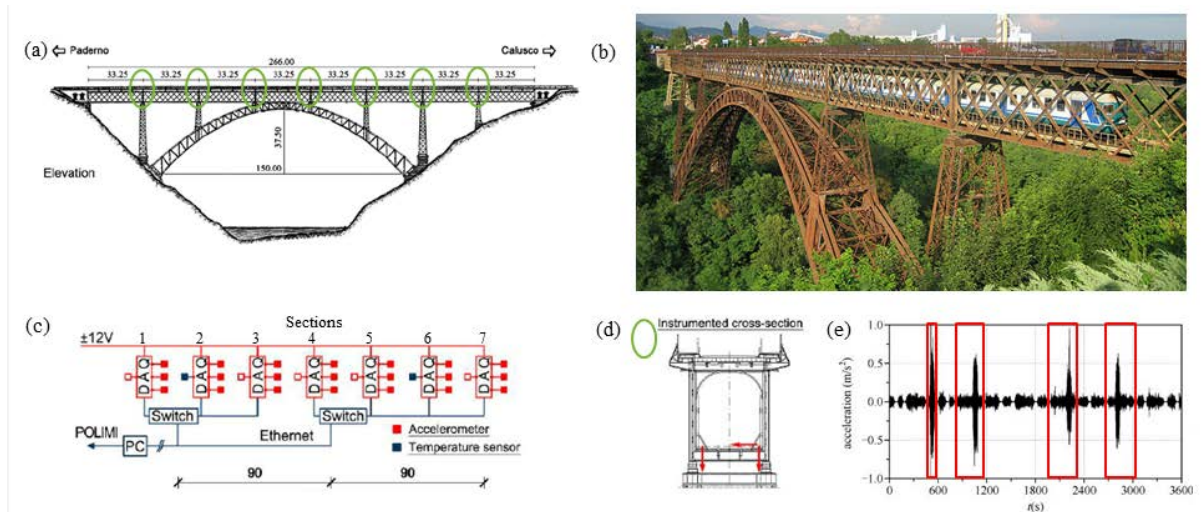 (a)
Paderno
Calusco
266.00
33.25 33.25 33.25 33.25 33.25 33.25 33.25 33.25
37.50
150.00
Elevation
(b)
(c)
Sections
±12V
1 2 3 4 5 6 7
DAQ DAQ DAQ DAQ DAQ DAQ DAQ
Switch Switch
POLIMI
PC
Ethernet
Accelerometer
Temperature sensor
90 90
(d)
Instrumented cross-section
(e)
acceleration (m/s²)
1.0
0.5
0.0
-0.5
-1.0
0 600 1200 1800 2400 3000 3600
t(s)